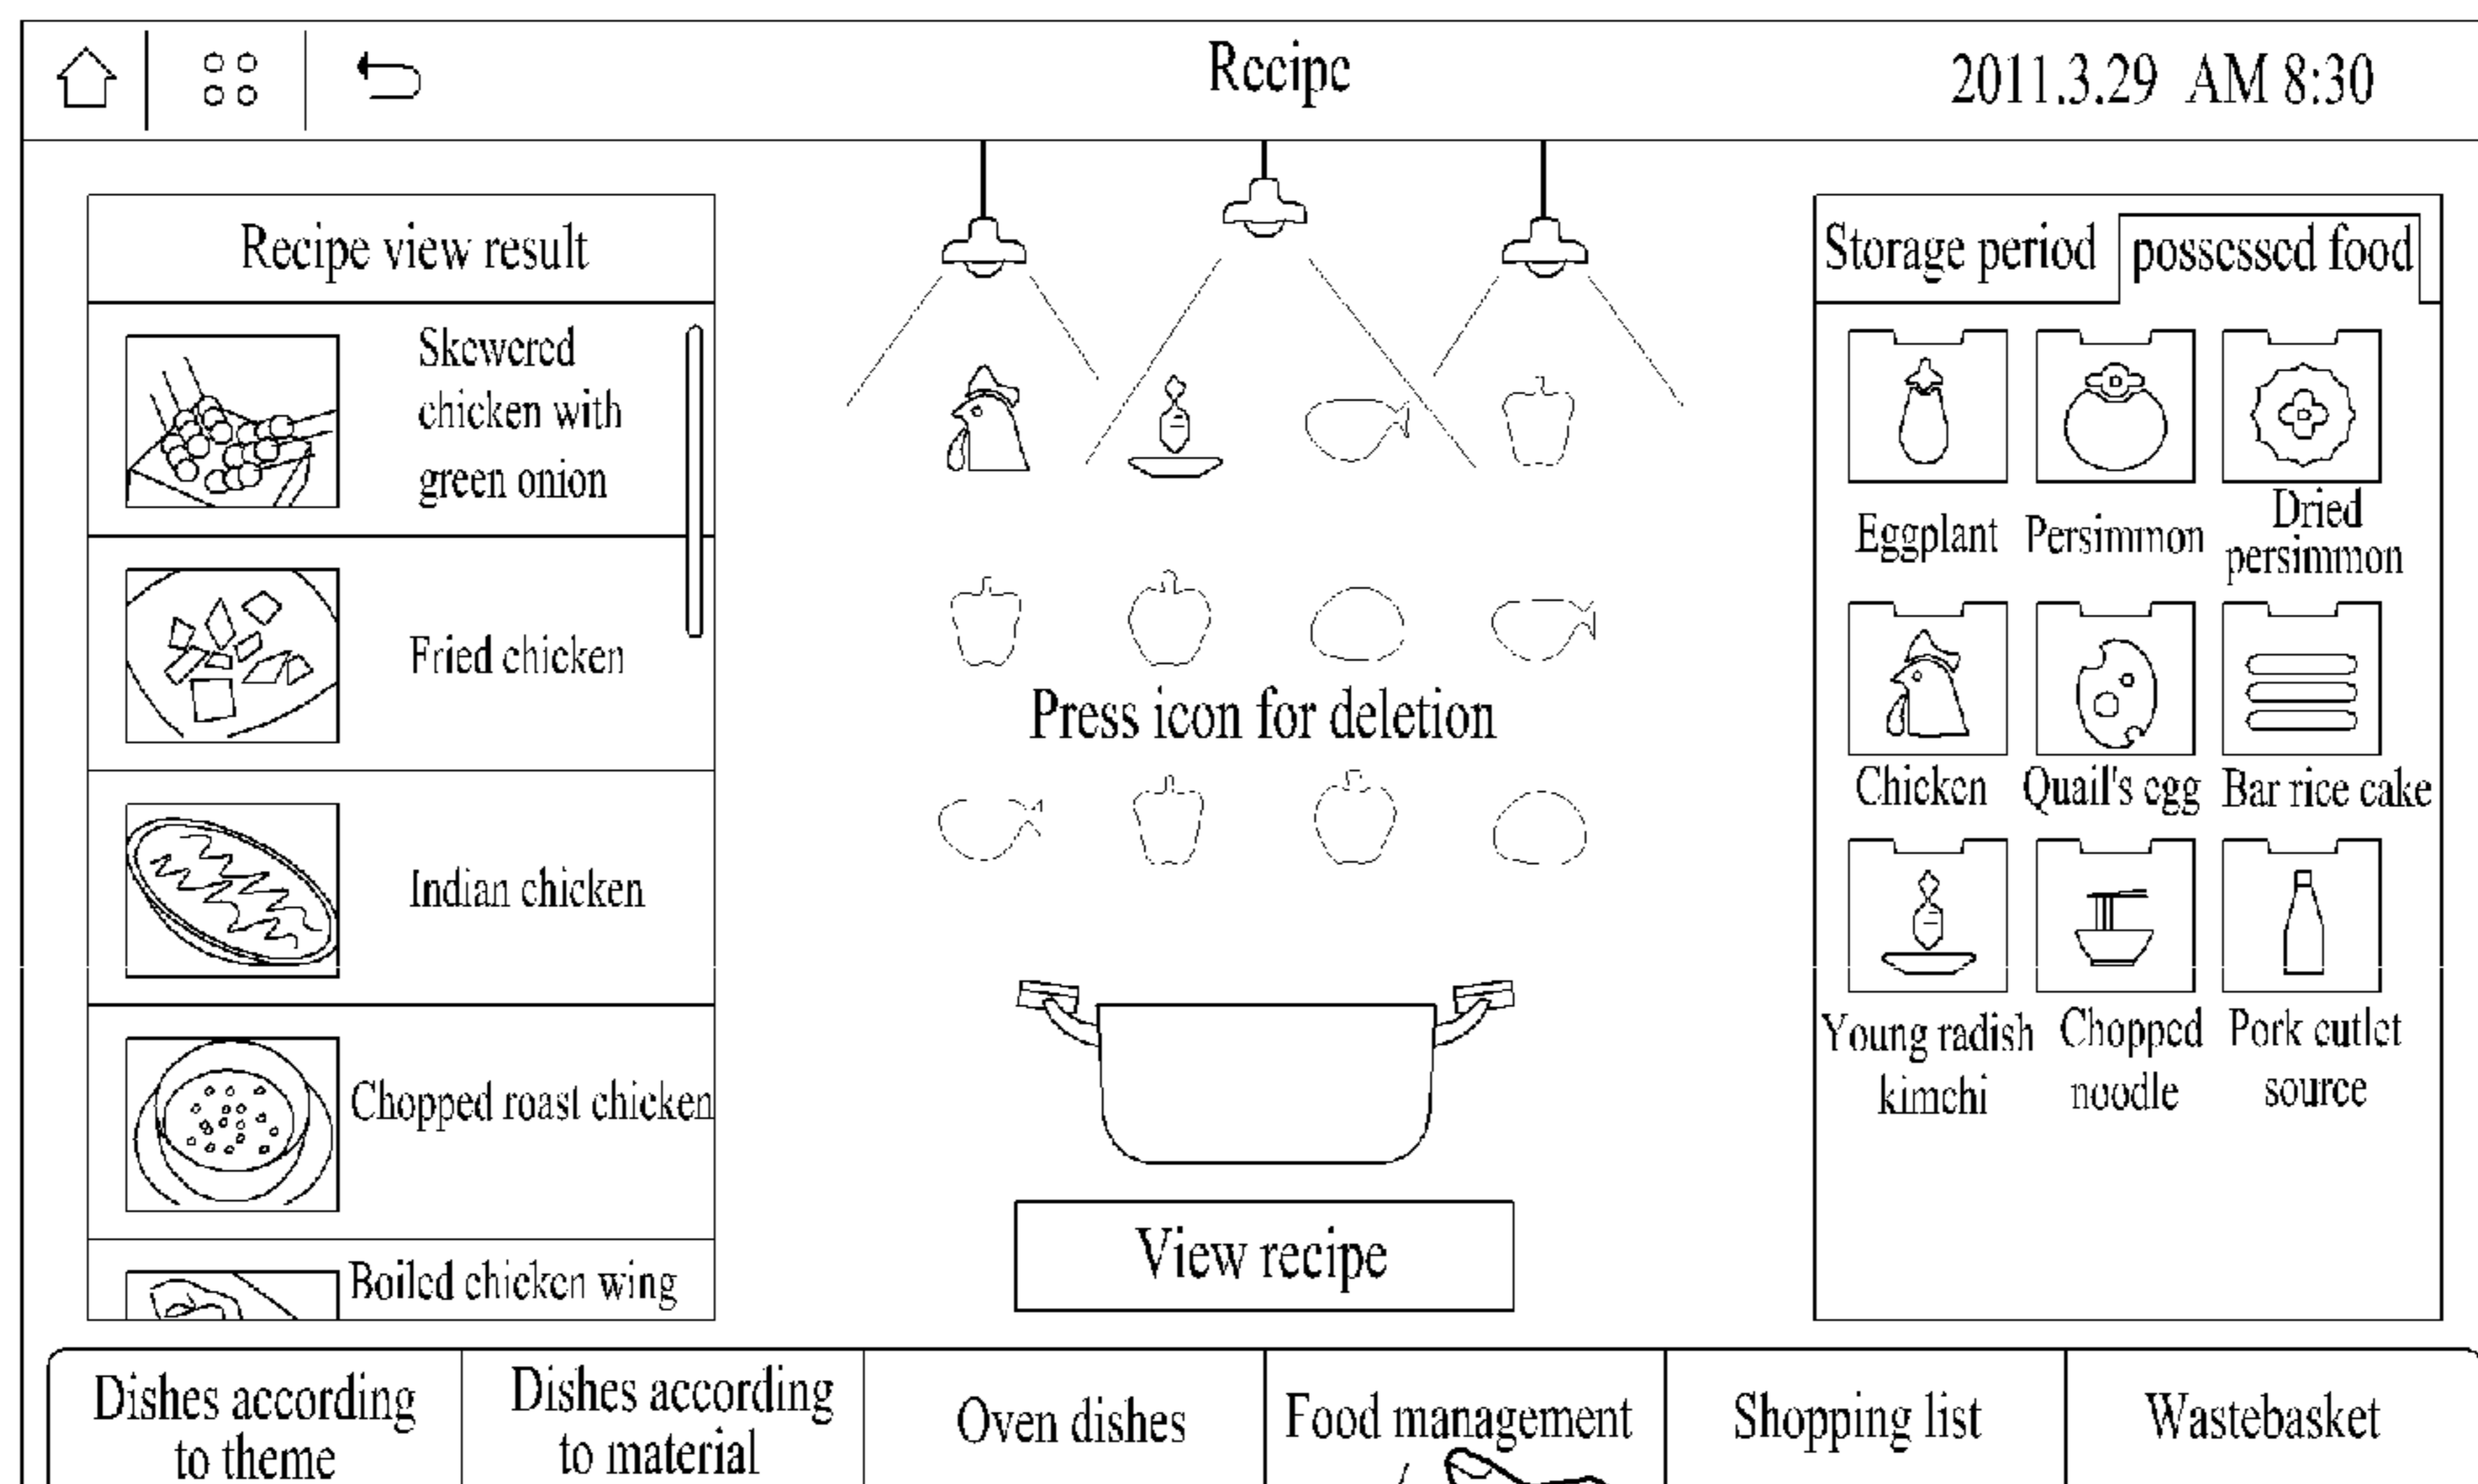 Recipe
2011.3.29 AM 8:30
Recipe view result
Skewered
chicken with
green onion
Fried chicken
Indian chicken
Chopped roast chicken
Boiled chicken wing
Press icon for deletion
View recipe
Storage period
possessed food
Eggplant
Persimmon
Dried
persimmon
Chicken
Quail's egg
Bar rice cake
Young radish
kimchi
Chopped
noodle
Pork cutlet
source
Dishes according
to theme
Dishes according
to material
Oven dishes
Food management
Shopping list
Wastebasket